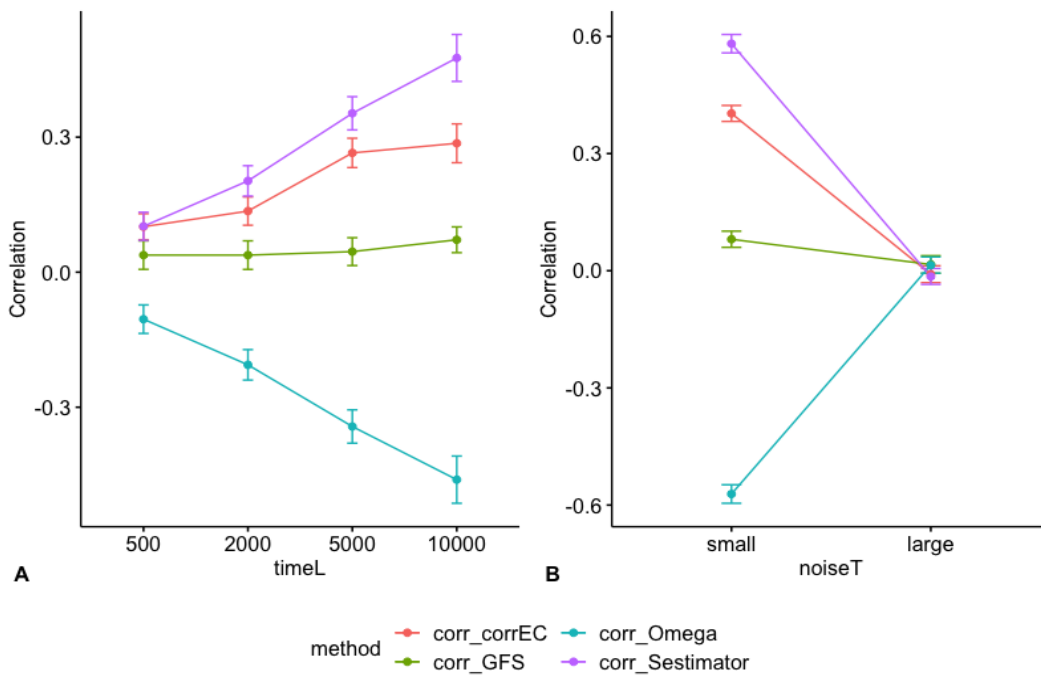 0.3
0.0
-0.3
Correlation
500 2000 5000 10000
timeL
A
0.6
0.3
0.0
-0.3
-0.6
Correlation
small large
noiseT
B
method
corr_corrEC
corr_GFS
corr_Omega
corr_Sestimator